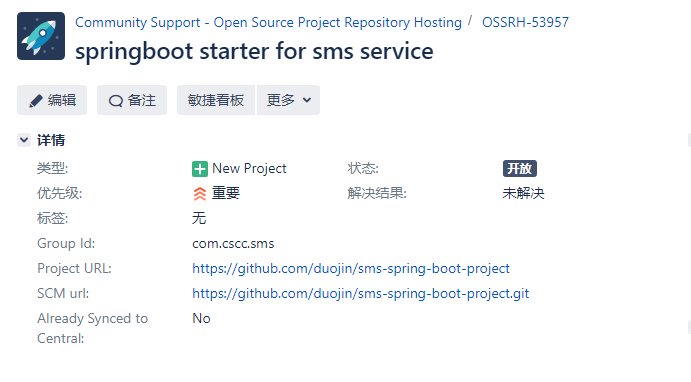 Community Support - Open Source Project Repository Hosting / OSSRH-53957
springboot starter for sms service
编辑 备注 敏捷看板 更多
详情
类型: New Project 状态: 开放
优先级: 重要 解决结果: 未解决
标签: 无
Group Id: com.cscc.sms
Project URL: https://github.com/duojin/sms-spring-boot-project
SCM url: https://github.com/duojin/sms-spring-boot-project.git
Already Synced to No
Central: